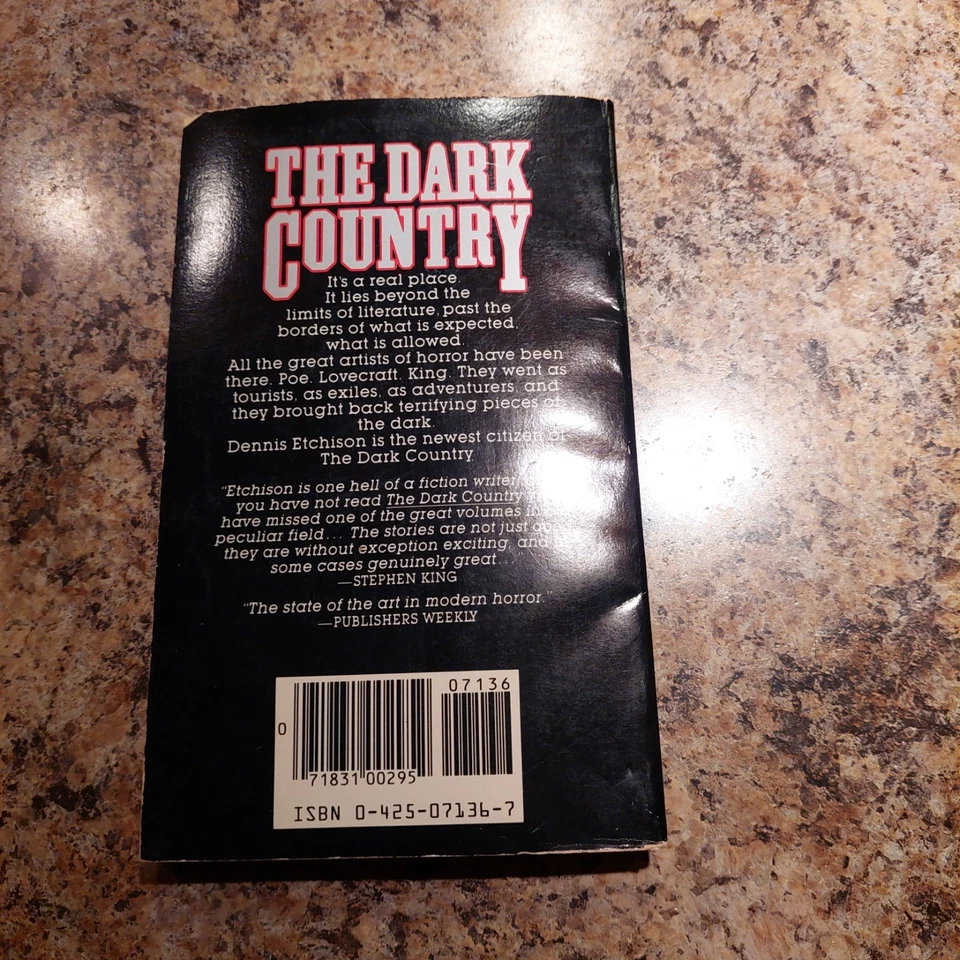 THE DARK
COUNTRY
It's a real place.
It lies beyond the
limits of literature, past the
borders of what is expected,
what is allowed.
All the great artists of horror have been
there. Poe. Lovecraft. King. They went as
tourists, as exiles, as adventurers, and
they brought back terrifying pieces of
the dark.
Dennis Etchison is the newest citizen of
The Dark Country
"Etchison is one hell of a fiction writer
you have not read The Dark Country
have missed one of the great volumes in
peculiar field... The stories are not just
they are without exception exciting, and
some cases genuinely great...
—STEPHEN KING
"The state of the art in modern horror."
—PUBLISHERS WEEKLY
07136
0
71831 00295
ISBN 0-425-07136-7